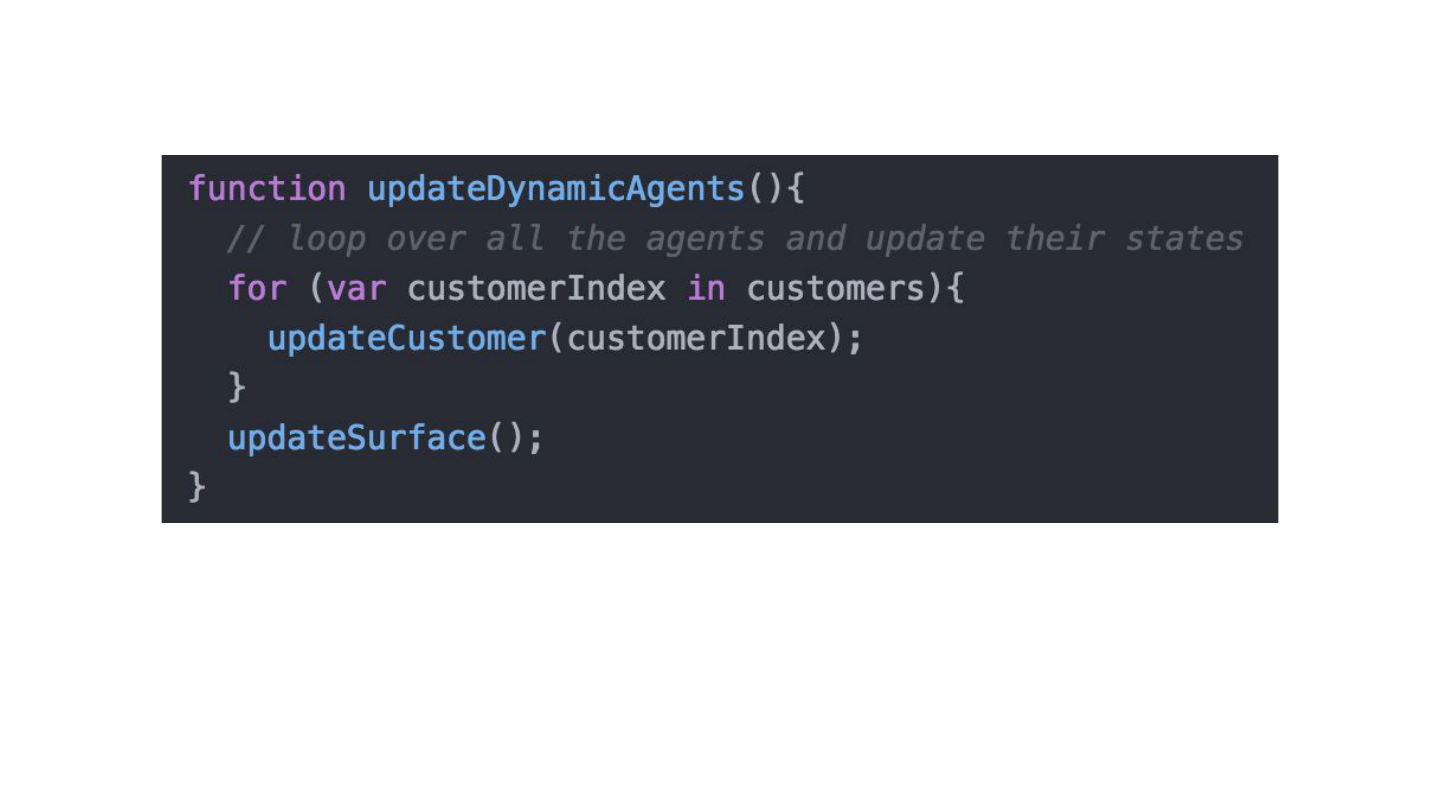 function updateDynamicAgents(){
  // loop over all the agents and update their states
  for (var customerIndex in customers){
    updateCustomer(customerIndex);
  }
  updateSurface();
}